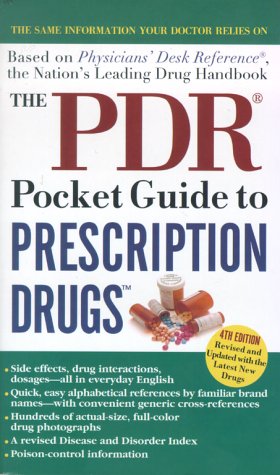 THE SAME INFORMATION YOUR DOCTOR RELIES ON
Based on Physicians' Desk Reference®,
the Nation's Leading Drug Handbook
THE
PDR®
Pocket Guide to
PRESCRIPTION
DRUGS™
4TH EDITION
Revised and
Updated with the
Latest New
Drugs
• Side effects, drug interactions,
dosages—all in everyday English
• Quick, easy alphabetical references by familiar brand
names—with convenient generic cross-references
• Hundreds of actual-size, full-color
drug photographs
• A revised Disease and Disorder Index
• Poison-control information